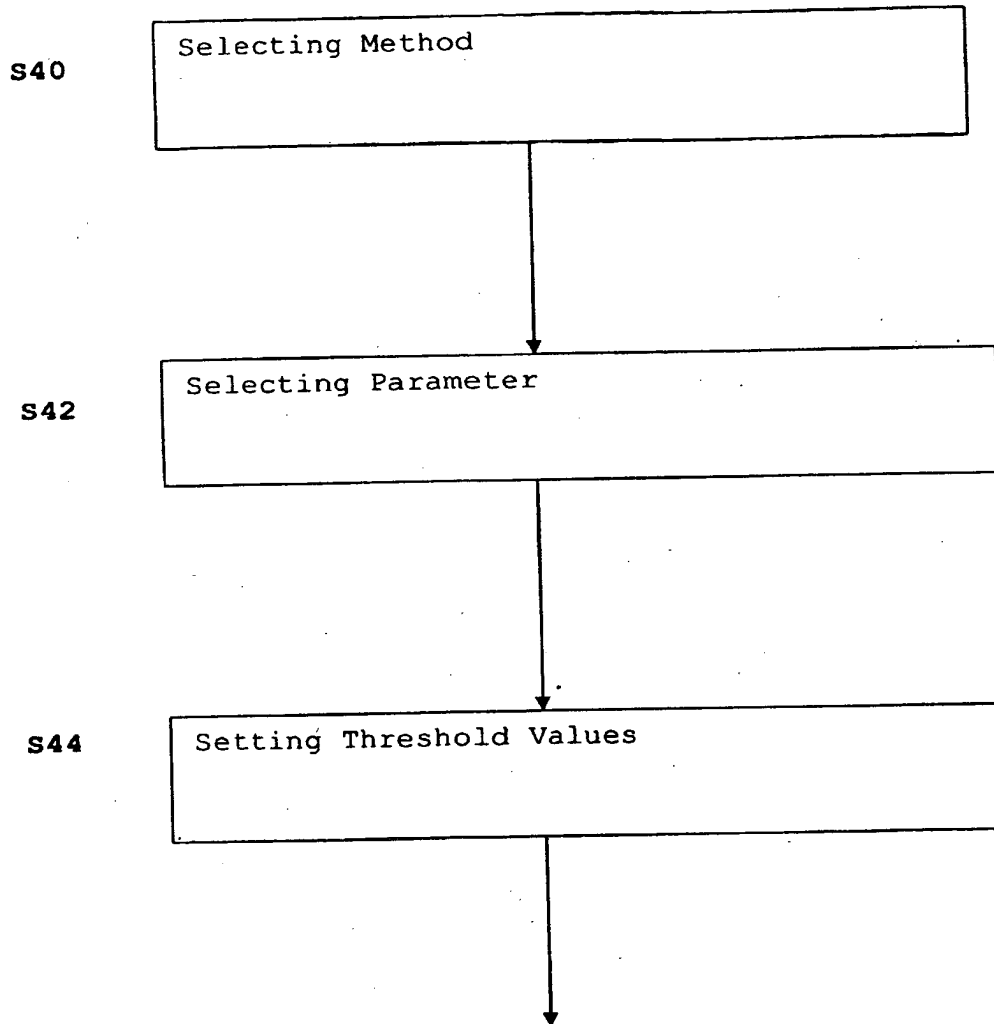 S40
Selecting Method
S42
Selecting Parameter
S44
Setting Threshold Values